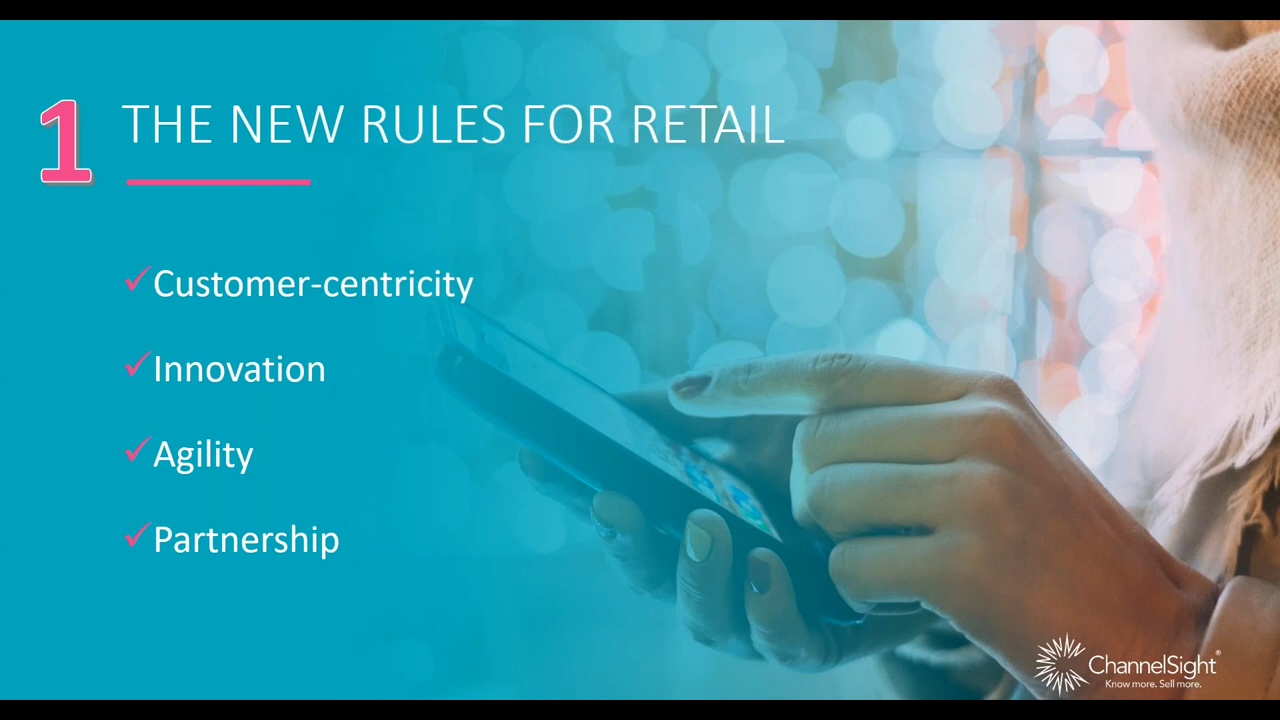 1
THE NEW RULES FOR RETAIL
✓Customer-centricity
✓Innovation
✓Agility
✓Partnership
ChannelSight®
Know more. Sell more.